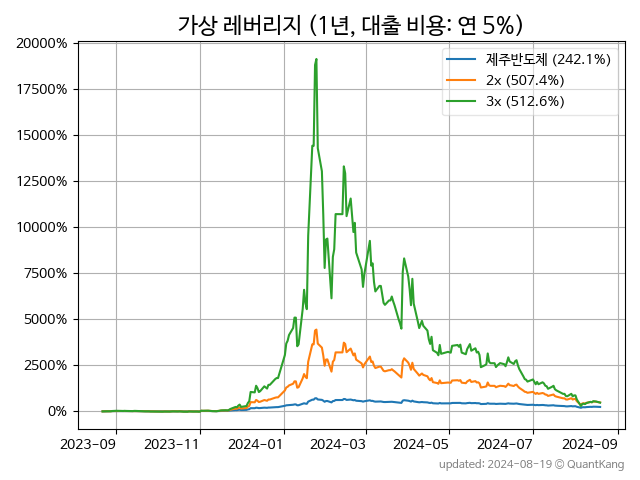 가상 레버리지 (1년, 대출 비용: 연 5%)
20000%
17500%
15000%
12500%
10000%
7500%
5000%
2500%
0%
제주반도체 (242.1%)
2x (507.4%)
3x (512.6%)
2023-09 2023-11 2024-01 2024-03 2024-05 2024-07 2024-09
updated: 2024-08-19 © QuantKang